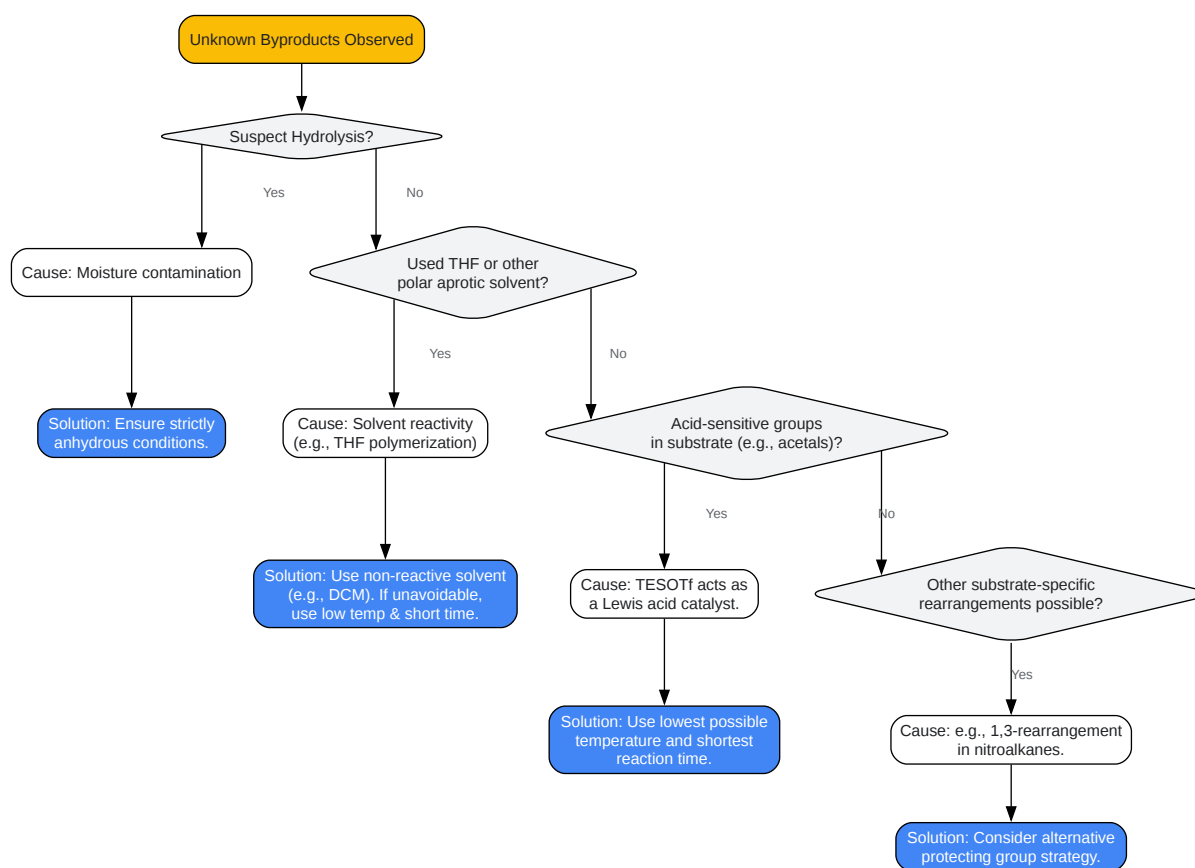 Unknown Byproducts Observed
Suspect Hydrolysis?
Yes
No
Cause: Moisture contamination
Used THF or other
polar aprotic solvent?
Yes
No
Solution: Ensure strictly
anhydrous conditions.
Cause: Solvent reactivity
(e.g., THF polymerization)
Acid-sensitive groups
in substrate (e.g., acetals)?
Yes
No
Solution: Use non-reactive solvent
(e.g., DCM). If unavoidable,
use low temp & short time.
Cause: TESOTf acts as
a Lewis acid catalyst.
Other substrate-specific
rearrangements possible?
Yes
Solution: Use lowest possible
temperature and shortest
reaction time.
Cause: e.g., 1,3-rearrangement
in nitroalkanes.
Solution: Consider alternative
protecting group strategy.